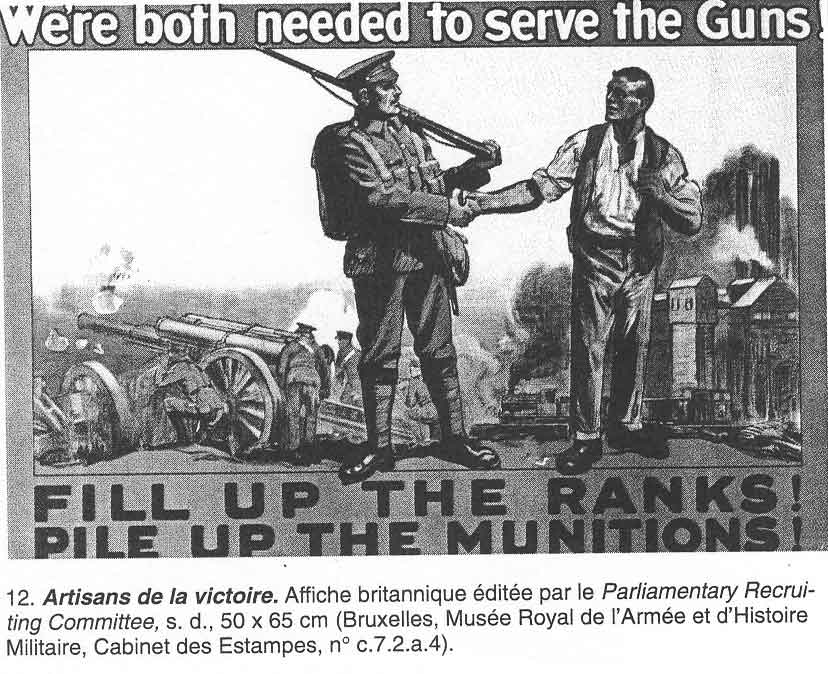 We're both needed to serve the Guns!
FILL UP THE RANKS!
PILE UP THE MUNITIONS!
12. Artisans de la victoire. Affiche britannique éditée par le Parliamentary Recrui-
ting Committee, s. d., 50 x 65 cm (Bruxelles, Musée Royal de l'Armée et d'Histoire
Militaire, Cabinet des Estampes, n° c.7.2.a.4).